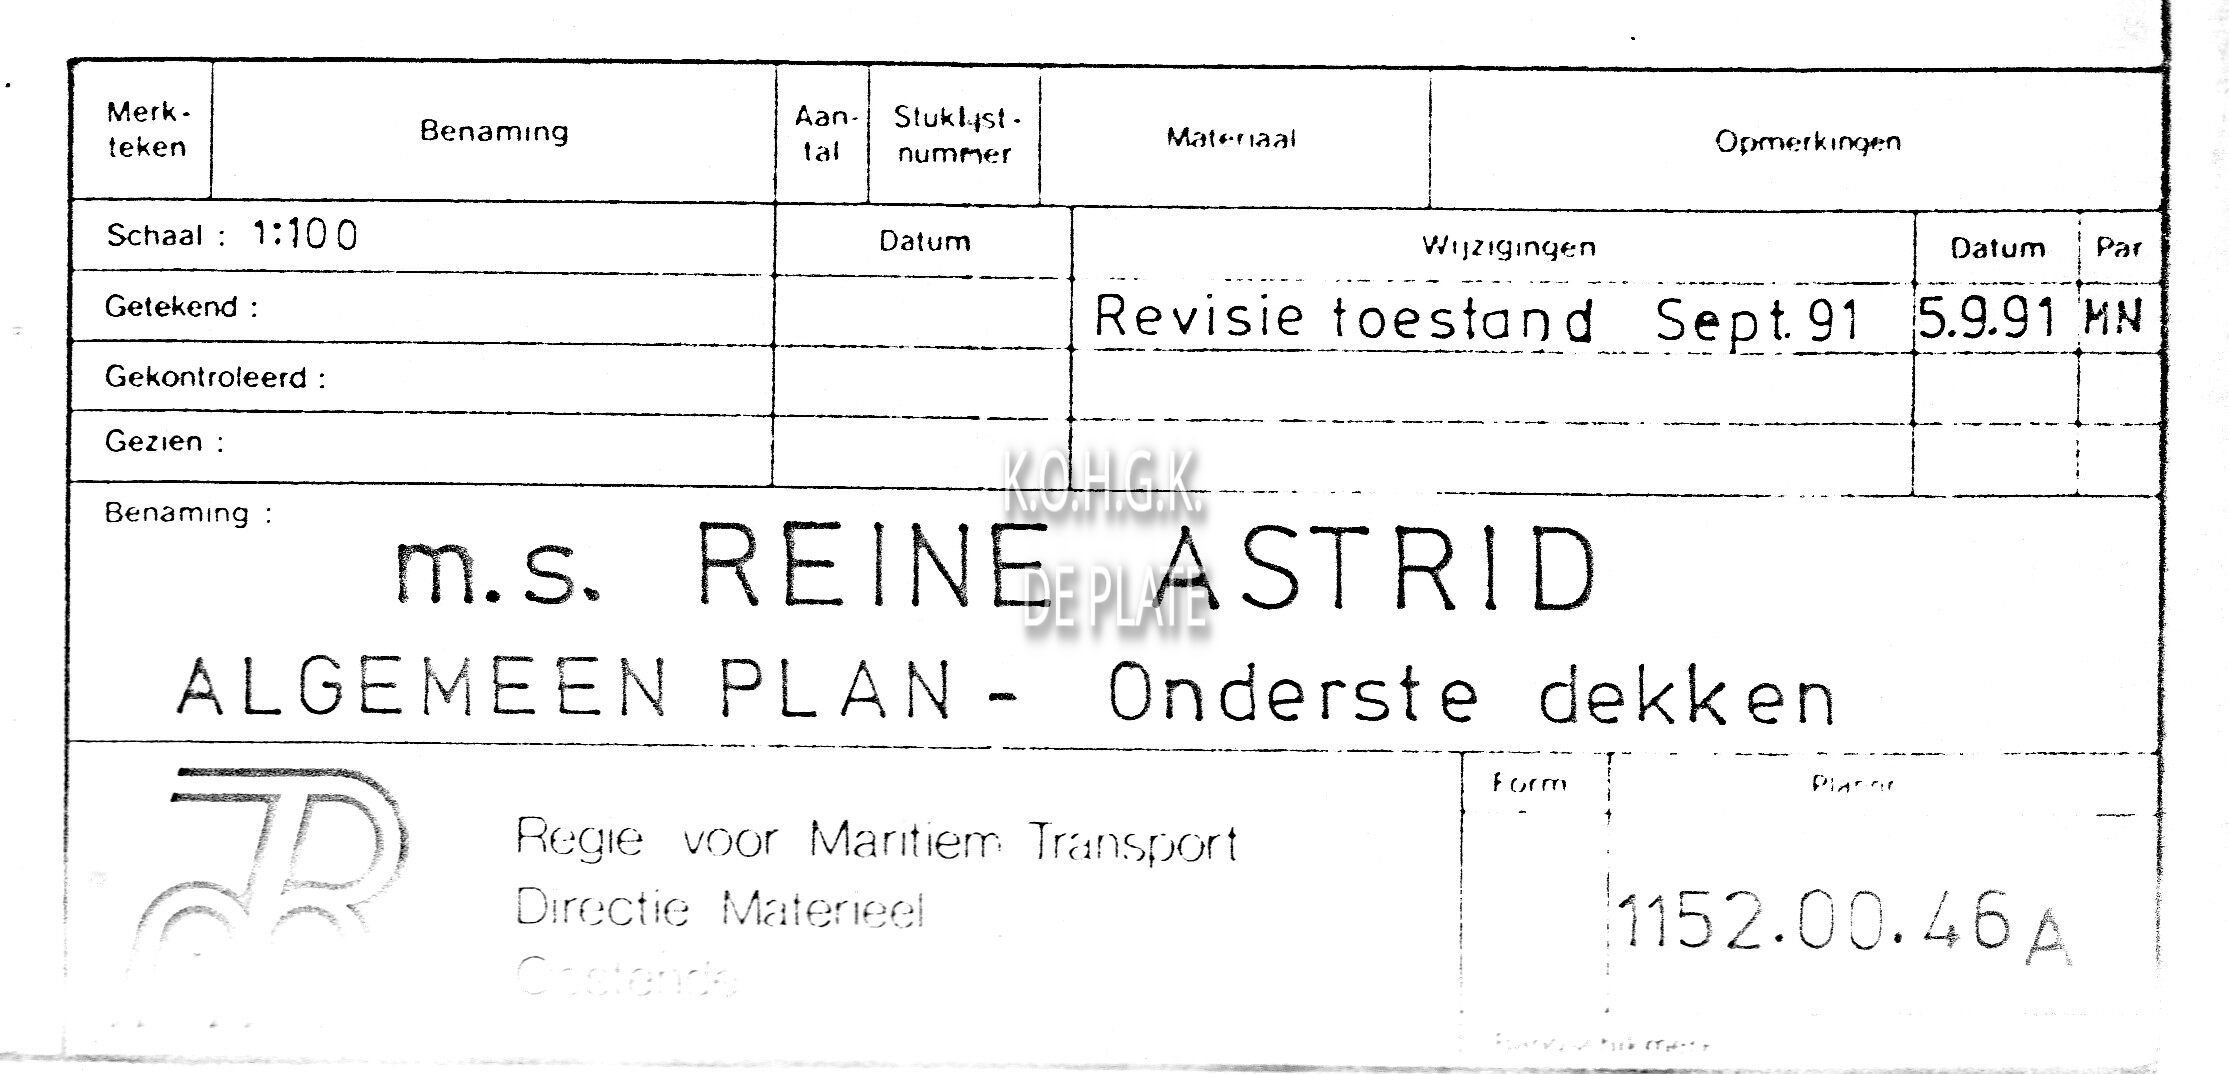 Merk-
teken
Benaming
Aan-
tal
Stuklijst-
nummer
Materiaal
Opmerkingen
Schaal : 1:100
Datum
Wijzigingen
Datum
Par
Getekend :
Revisie toestand Sept. 91
5.9.91
MN
Gekontroleerd :
Gezien :
K.O.H.G.K.
DE PLATE
Benaming :
m.s. REINE ASTRID
ALGEMEEN PLAN - Onderste dekken
Form
Plannr
Regie voor Maritiem Transport
Directie Materieel
Oostende
1152.00.46A